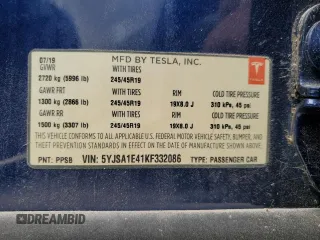 07/19 MFD BY TESLA, INC.
GVWR WITH TIRES
2720 kg (5996 lb) 245/45R19
GAWR FRT WITH TIRES RIM COLD TIRE PRESSURE
1300 kg (2866 lb) 245/45R19 19X8.0 J 310 kPa, 45 psi
GAWR RR WITH TIRES RIM COLD TIRE PRESSURE
1500 kg (3307 lb) 245/45R19 19X8.0 J 310 kPa, 45 psi
THIS VEHICLE CONFORMS TO ALL APPLICABLE U.S. FEDERAL MOTOR VEHICLE SAFETY, BUMPER, AND
THEFT PREVENTION STANDARDS IN EFFECT ON THE DATE OF MANUFACTURE SHOWN ABOVE.
PNT: PPSB VIN: 5YJSA1E41KF332086 TYPE: PASSENGER CAR
DREAMBID